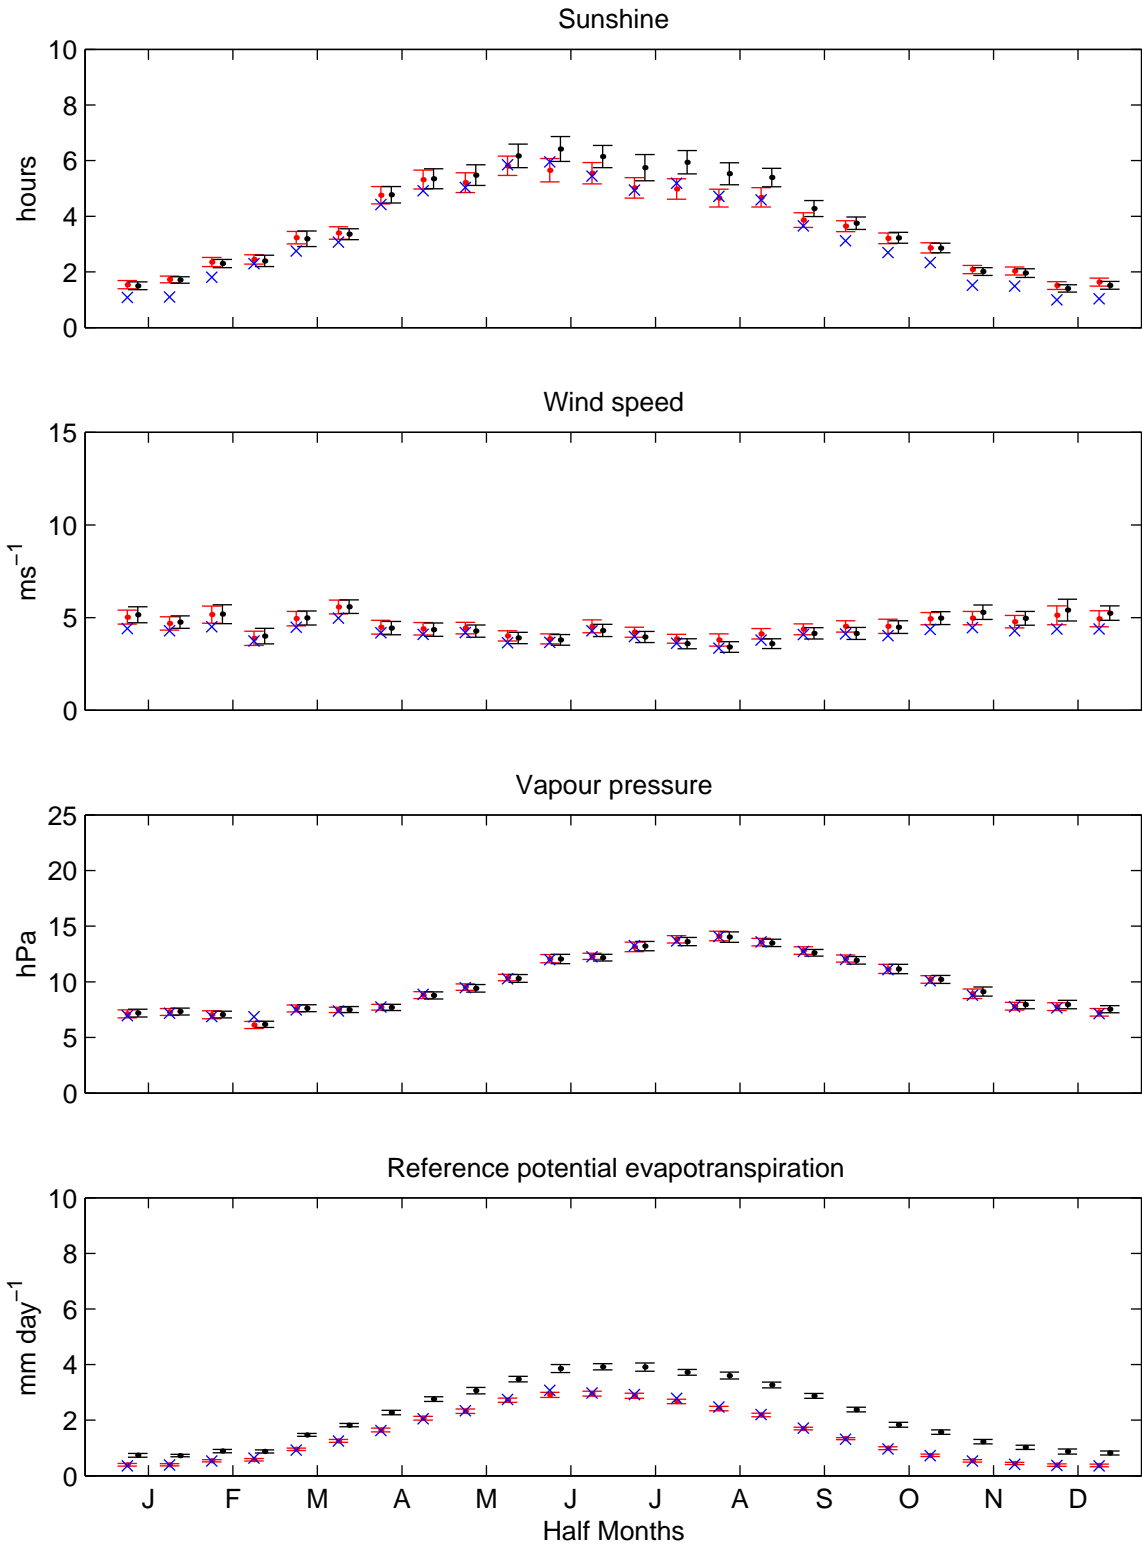 Sunshine
10
8
6
4
2
0
hours
Wind speed
15
10
5
0
ms⁻¹
Vapour pressure
25
20
15
10
5
0
hPa
Reference potential evapotranspiration
10
8
6
4
2
0
mm day⁻¹
J F M A M J J A S O N D
Half Months